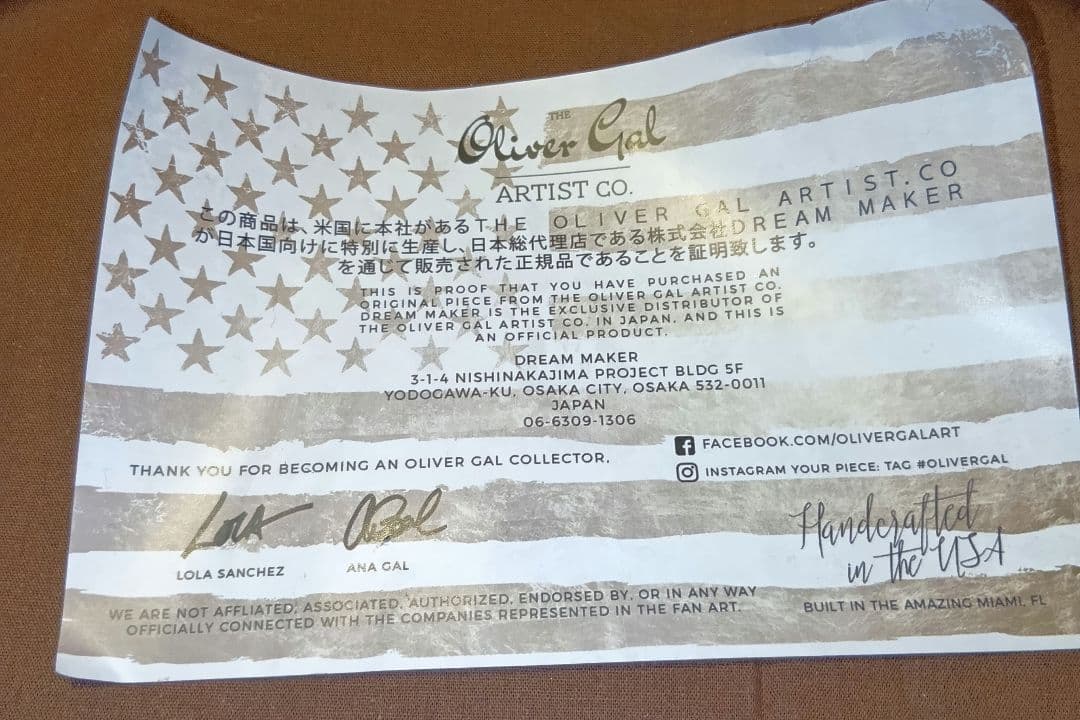 THE
Oliver Gal
ARTIST CO.
この商品は、米国に本社があるTHE OLIVER GAL ARTIST.CO
が日本国向けに特別に生産し、日本総代理店である株式会社DREAM MAKER
を通じて販売された正規品であることを証明致します。
THIS IS PROOF THAT YOU HAVE PURCHASED AN
ORIGINAL PIECE FROM THE OLIVER GAL ARTIST CO.
DREAM MAKER IS THE EXCLUSIVE DISTRIBUTOR OF
THE OLIVER GAL ARTIST CO. IN JAPAN. AND THIS IS
AN OFFICIAL PRODUCT.
DREAM MAKER
3-1-4 NISHINAKAJIMA PROJECT BLDG 5F
YODOGAWA-KU, OSAKA CITY, OSAKA 532-0011
JAPAN
06-6309-1306
FACEBOOK.COM/OLIVERGALART
INSTAGRAM YOUR PIECE: TAG #OLIVERGAL
THANK YOU FOR BECOMING AN OLIVER GAL COLLECTOR,
LOLA
Ana Gal
LOLA SANCHEZ
ANA GAL
Handcrafted
in the USA
BUILT IN THE AMAZING MIAMI, FL
WE ARE NOT AFFLIATED, ASSOCIATED, AUTHORIZED, ENDORSED BY, OR IN ANY WAY
OFFICIALLY CONNECTED WITH THE COMPANIES REPRESENTED IN THE FAN ART.